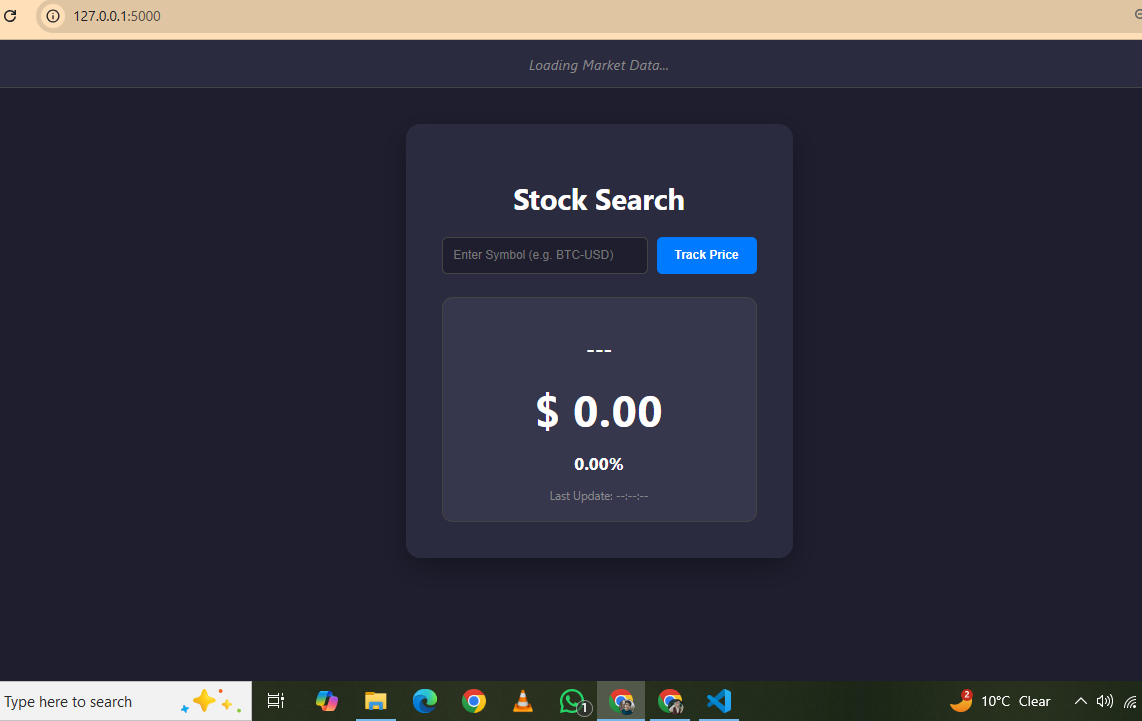 127.0.0.1:5000
Loading Market Data...
Stock Search
Enter Symbol (e.g. BTC-USD)
Track Price
---
$ 0.00
0.00%
Last Update: --:--:--
Type here to search
1
2
10°C Clear